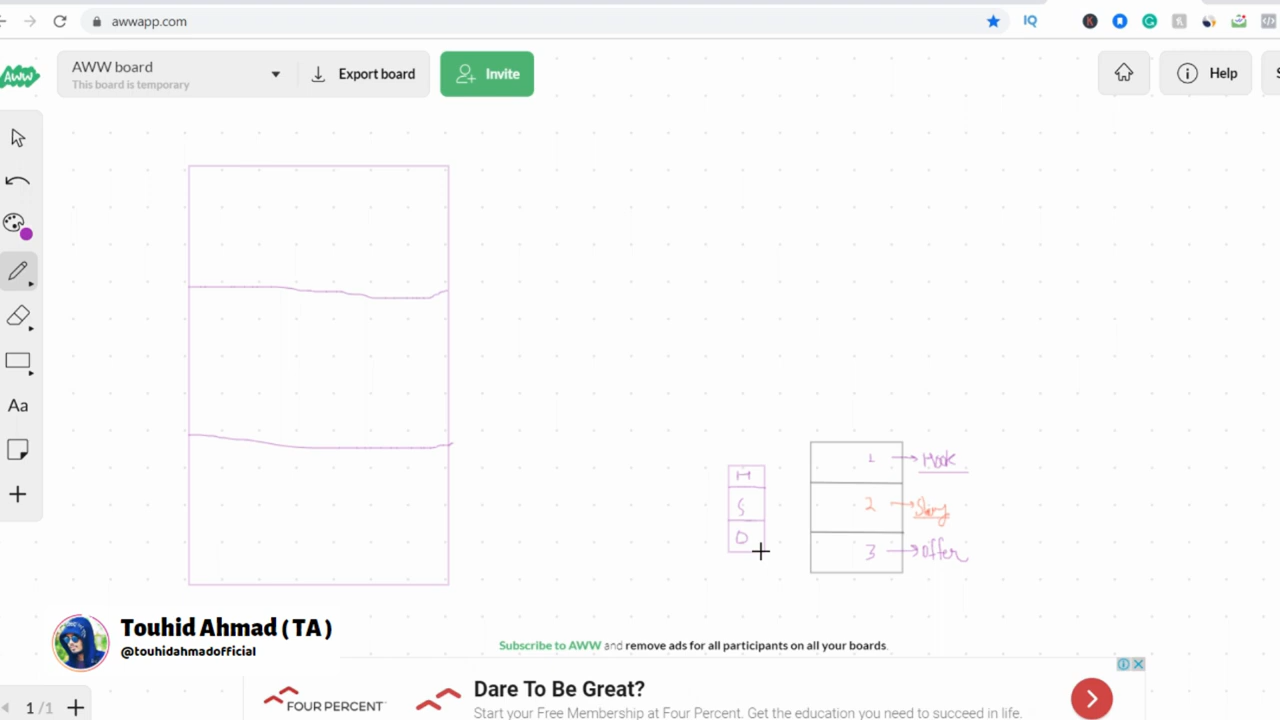 awwapp.com
IQ
K
AWW
AWW board
This board is temporary
Export board
Invite
Help
Aa
H
S
O
1
Hook
2
Story
3
offer
Touhid Ahmad ( TA )
@touhidahmadofficial
Subscribe to AWW and remove ads for all participants on all your boards.
FOUR PERCENT
Dare To Be Great?
Start your Free Membership at Four Percent. Get the education you need to succeed in life.
1 / 1